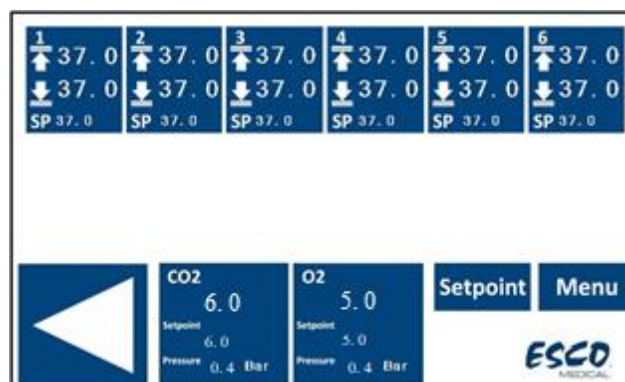 1 2 3 4 5 6
37.0 37.0 37.0 37.0 37.0 37.0
37.0 37.0 37.0 37.0 37.0 37.0
SP 37.0 SP 37.0 SP 37.0 SP 37.0 SP 37.0 SP 37.0
CO2
6.0
Setpoint
6.0
Pressure 0.4 Bar
O2
5.0
Setpoint
5.0
Pressure 0.4 Bar
Setpoint
Menu
ESCO
MEDICAL